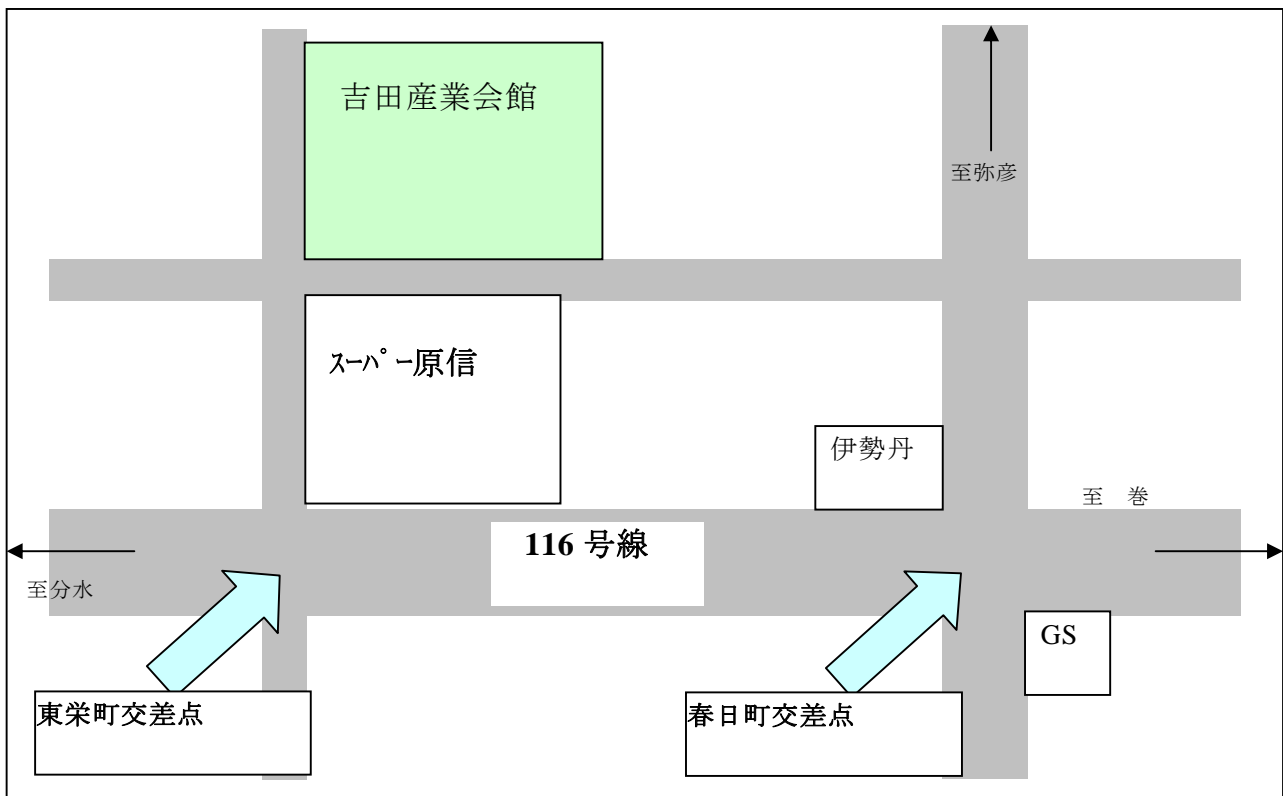 吉田産業会館
至弥彦
ｽｰﾊﾟｰ原信
伊勢丹
至　巻
116 号線
至分水
GS
東栄町交差点
春日町交差点